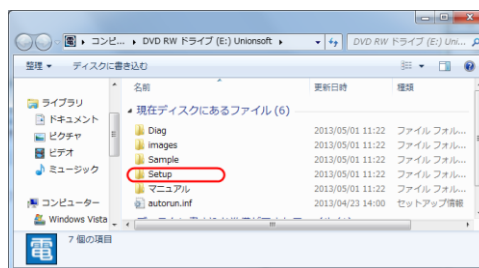 コンピ... ▸ DVD RW ドライブ (E:) Unionsoft ▸
DVD RW ドライブ (E:) Uni...
整理 ▾ ディスクに書き込む
名前 更新日時 種類
ライブラリ
ドキュメント
ピクチャ
ビデオ
ミュージック
コンピューター
Windows Vista
現在ディスクにあるファイル (6)
Diag 2013/05/01 11:22 ファイル フォル...
images 2013/05/01 11:22 ファイル フォル...
Sample 2013/05/01 11:22 ファイル フォル...
Setup 2013/05/01 11:22 ファイル フォル...
マニュアル 2013/05/01 11:22 ファイル フォル...
autorun.inf 2013/04/23 14:00 セットアップ情報
電
7 個の項目